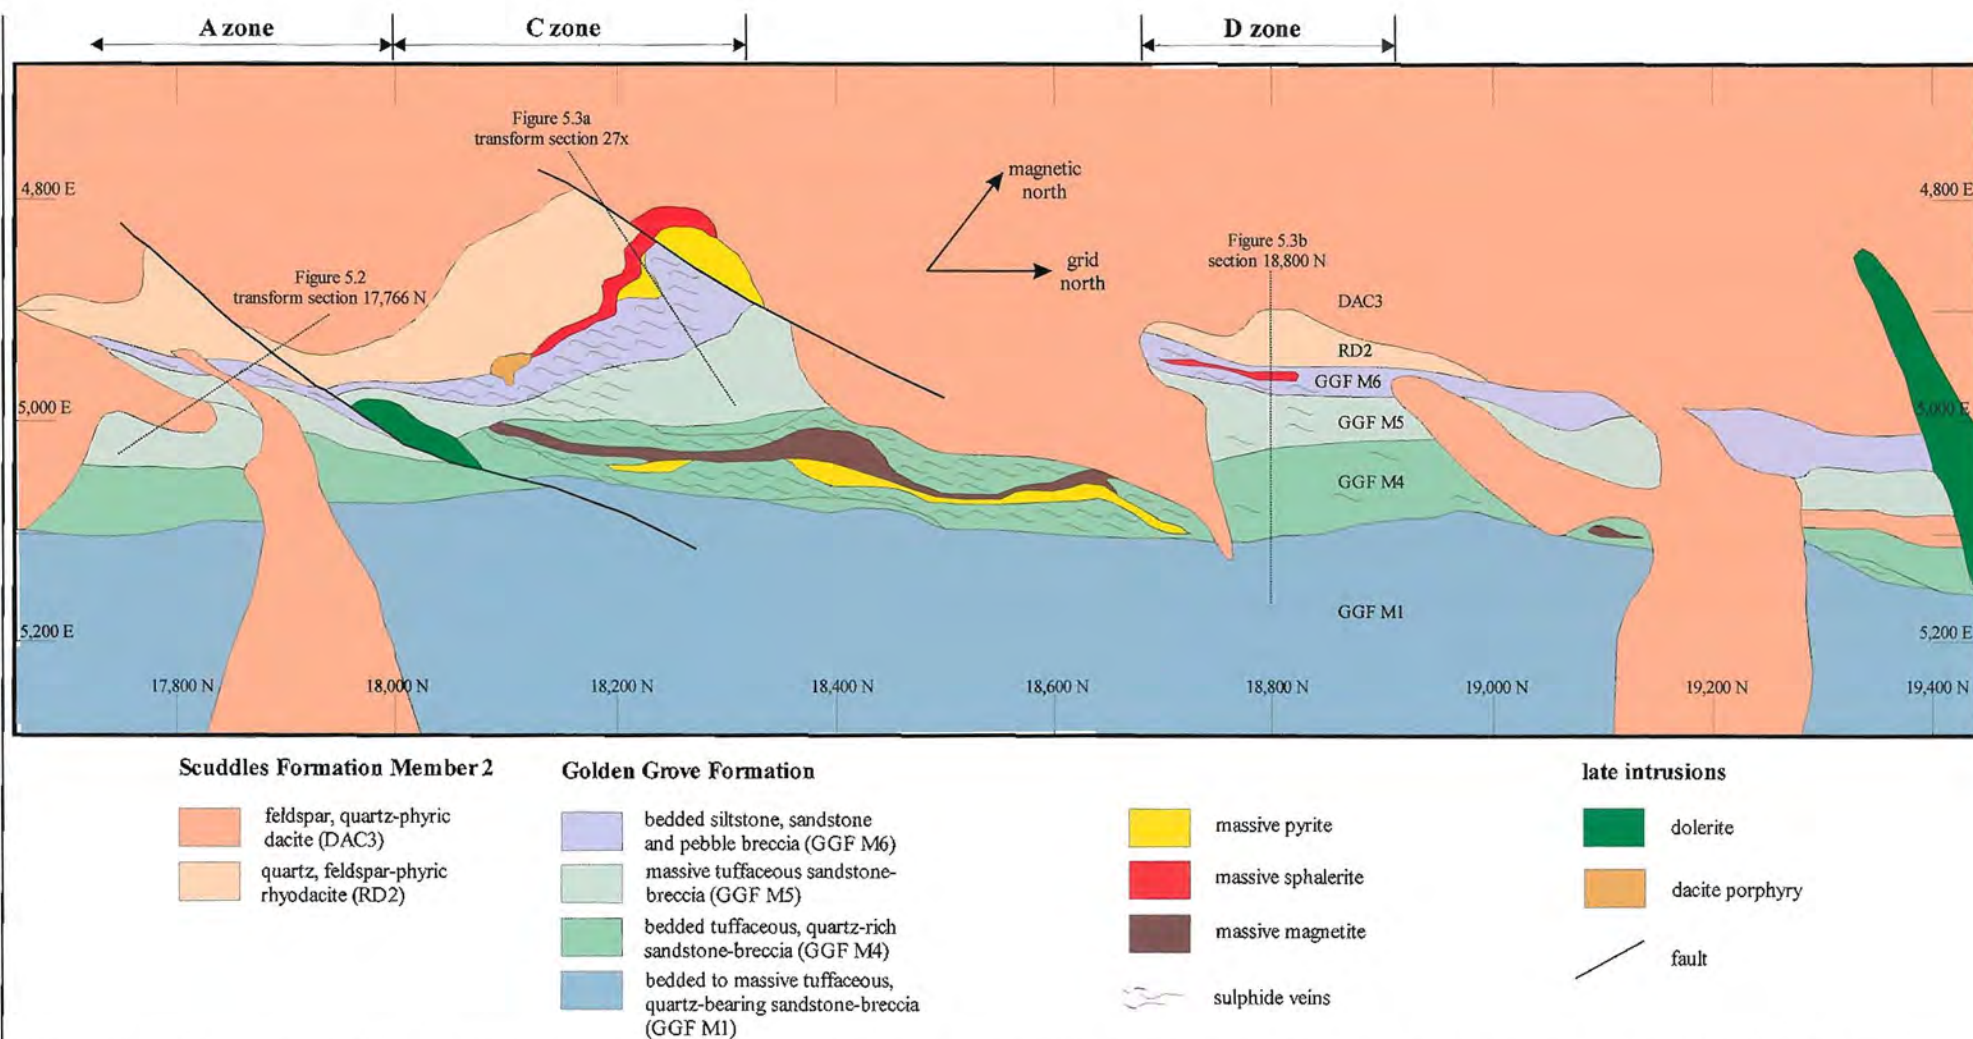 A zone
C zone
D zone
Figure 5.3a
transform section 27x
4,800 E
magnetic
north
4,800 E
Figure 5.3b
section 18,800 N
grid
north
Figure 5.2
transform section 17,766 N
DAC3
RD2
GGF M6
5,000 E
5,000 E
GGF M5
GGF M4
GGF M1
5,200 E
5,200 E
17,800 N
18,000 N
18,200 N
18,400 N
18,600 N
18,800 N
19,000 N
19,200 N
19,400 N
Scuddles Formation Member 2
feldspar, quartz-phyric
dacite (DAC3)
quartz, feldspar-phyric
rhyodacite (RD2)
Golden Grove Formation
bedded siltstone, sandstone
and pebble breccia (GGF M6)
massive tuffaceous sandstone-
breccia (GGF M5)
bedded tuffaceous, quartz-rich
sandstone-breccia (GGF M4)
bedded to massive tuffaceous,
quartz-bearing sandstone-breccia
(GGF M1)
massive pyrite
massive sphalerite
massive magnetite
sulphide veins
late intrusions
dolerite
dacite porphyry
fault